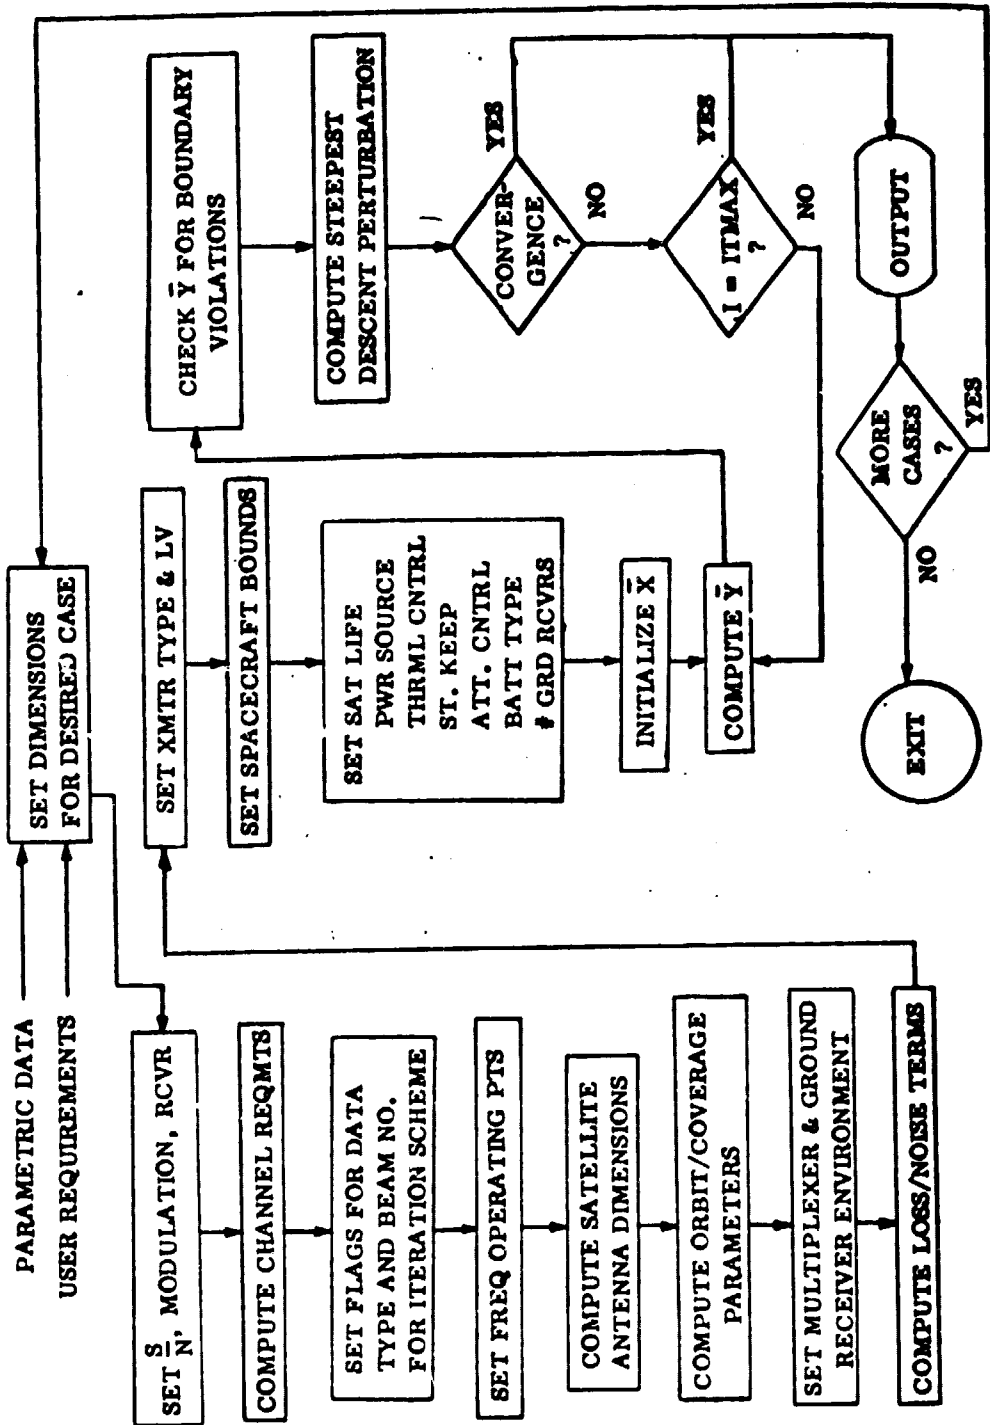 PARAMETRIC DATA
USER REQUIREMENTS
SET DIMENSIONS
FOR DESIRED CASE
SET S/N, MODULATION, RCVR
COMPUTE CHANNEL REQMTS
SET FLAGS FOR DATA
TYPE AND BEAM NO.
FOR ITERATION SCHEME
SET FREQ OPERATING PTS
COMPUTE SATELLITE
ANTENNA DIMENSIONS
COMPUTE ORBIT/COVERAGE
PARAMETERS
SET MULTIPLEXER & GROUND
RECEIVER ENVIRONMENT
COMPUTE LOSS/NOISE TERMS
SET XMTR TYPE & LV
SET SPACECRAFT BOUNDS
SET SAT LIFE
PWR SOURCE
THRML CNTRL
ST. KEEP
ATT. CNTRL
BATT TYPE
# GRD RCVRS
INITIALIZE X̄
COMPUTE Ȳ
CHECK Ȳ FOR BOUNDARY
VIOLATIONS
COMPUTE STEEPEST
DESCENT PERTURBATION
CONVER-
GENCE
?
YES
NO
I = ITMAX
?
YES
NO
OUTPUT
MORE
CASES
?
YES
NO
EXIT